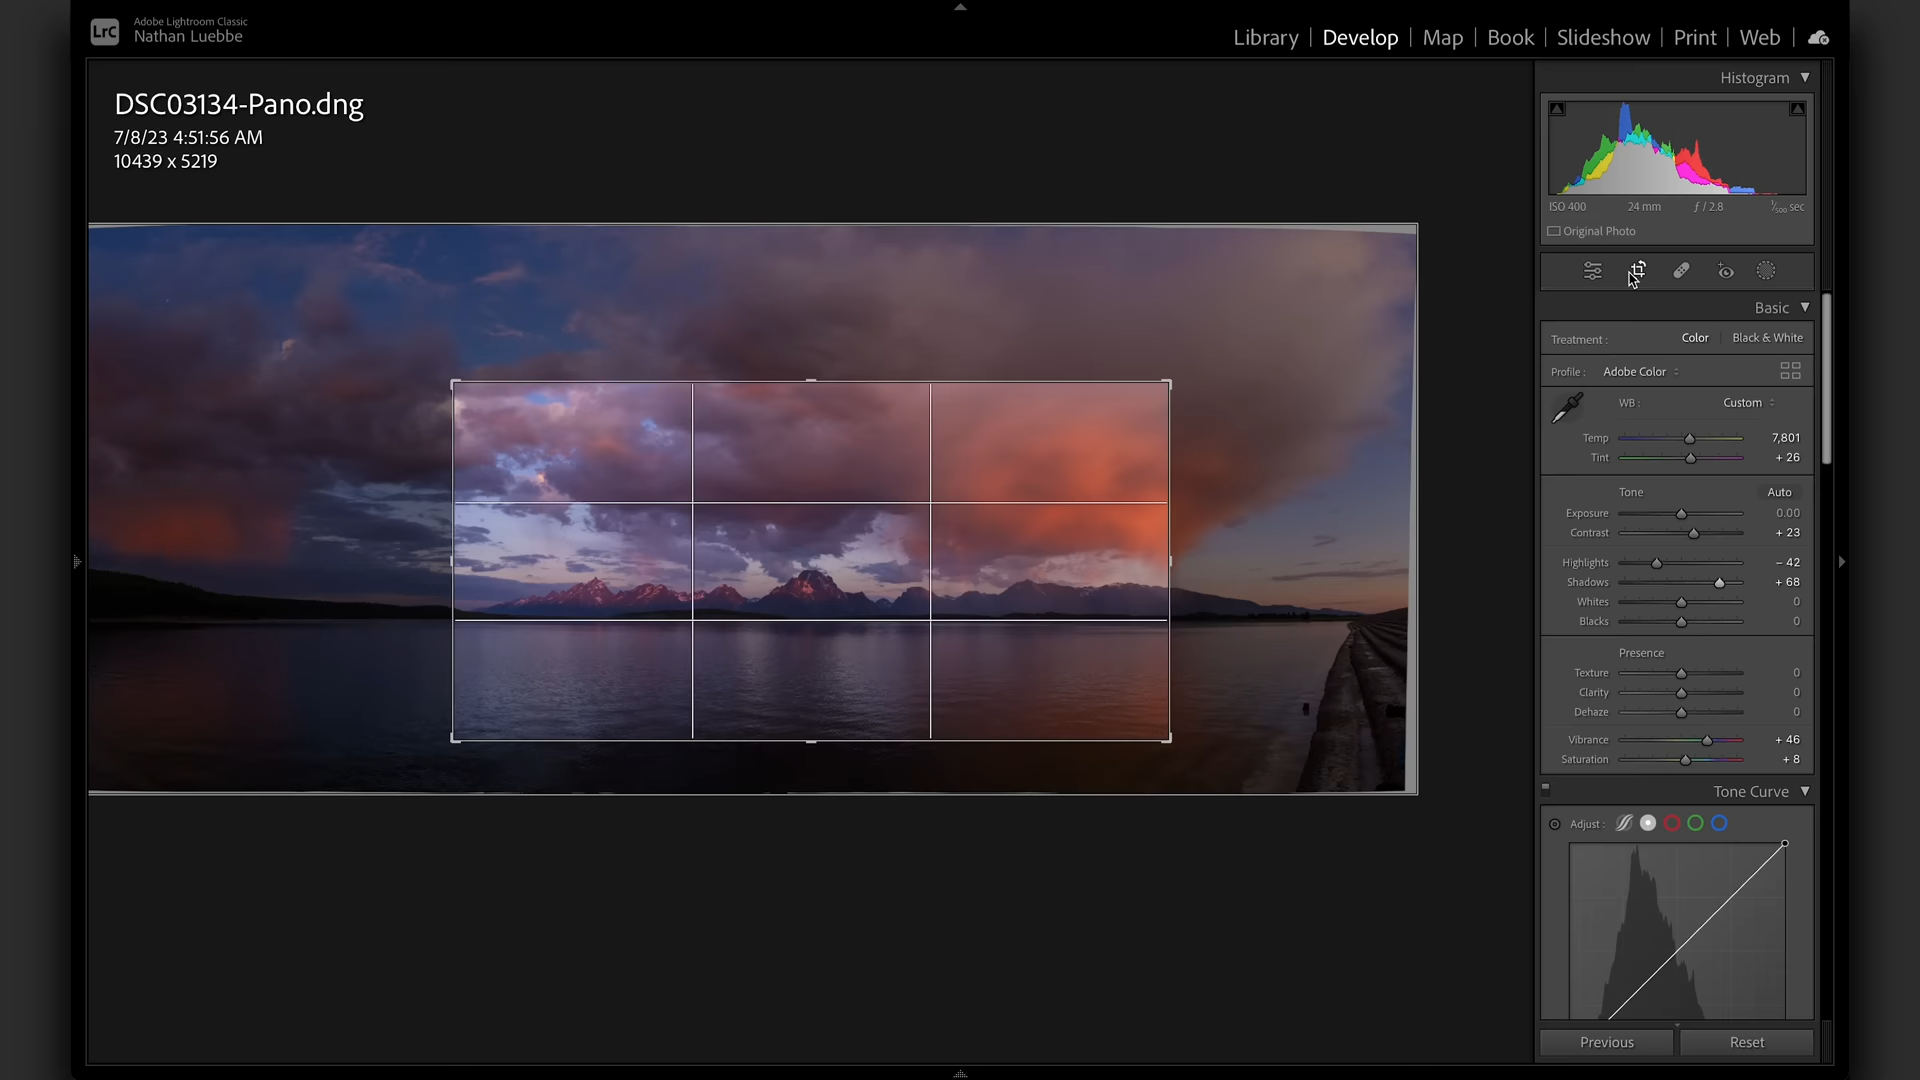 LrC
Adobe Lightroom Classic
Nathan Luebbe
Library | Develop | Map | Book | Slideshow | Print | Web |
DSC03134-Pano.dng
7/8/23 4:51:56 AM
10439 x 5219
Histogram
ISO 400 24 mm ƒ / 2.8 1/500 sec
Original Photo
Basic
Treatment : Color | Black & White
Profile : Adobe Color
WB : Custom
Temp 7,801
Tint + 26
Tone Auto
Exposure 0.00
Contrast + 23
Highlights − 42
Shadows + 68
Whites 0
Blacks 0
Presence
Texture 0
Clarity 0
Dehaze 0
Vibrance + 46
Saturation + 8
Tone Curve
Adjust :
Previous Reset